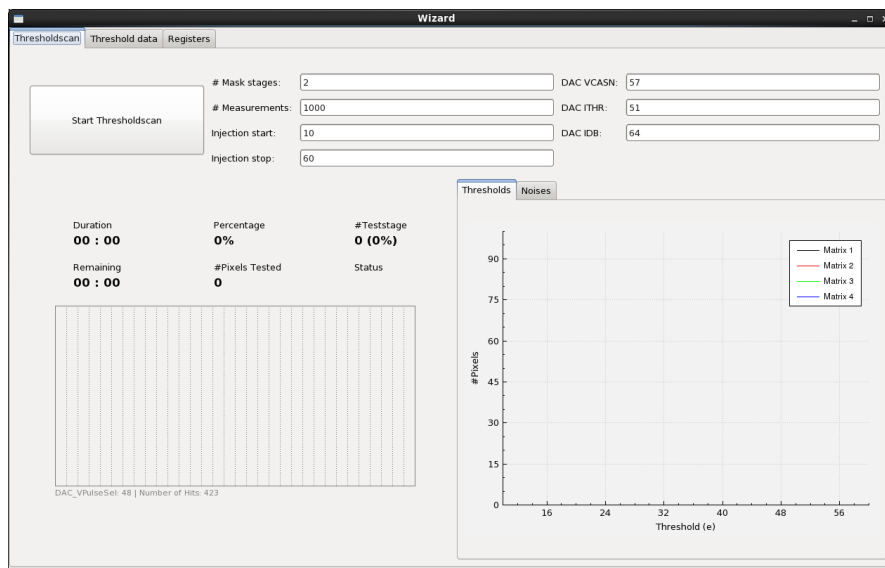 Wizard
Thresholdscan Threshold data Registers
Start Thresholdscan
# Mask stages: 2
# Measurements: 1000
Injection start: 10
Injection stop: 60
DAC VCASN: 57
DAC ITHR: 51
DAC IDB: 64
Duration
00 : 00
Percentage
0%
#Teststage
0 (0%)
Remaining
00 : 00
#Pixels Tested
0
Status
DAC_VPulseSel: 48 | Number of Hits: 423
Thresholds Noises
Matrix 1
Matrix 2
Matrix 3
Matrix 4
#Pixels
90
75
60
45
30
15
0
16 24 32 40 48 56
Threshold (e)